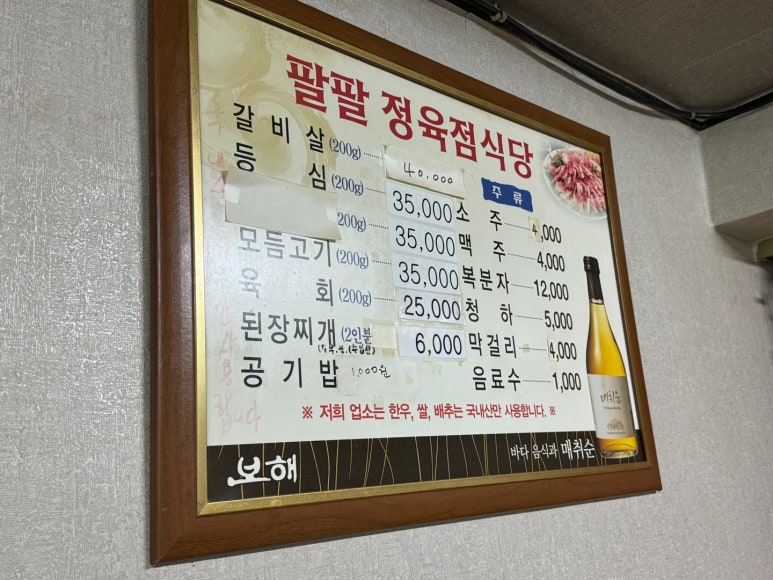 팔팔 정육점식당
갈비살(200g) 40,000
등심(200g) 35,000
200g) 35,000
모듬고기(200g) 35,000
육회(200g) 25,000
된장찌개(2인분 6,000
공기밥 1,000원
주류
소주 4,000
맥주 4,000
복분자 12,000
청하 5,000
막걸리 4,000
음료수 1,000
사용합니다
※ 저희 업소는 한우, 쌀, 배추는 국내산만 사용합니다. ※
보해
바다 음식과 매취순
매취순